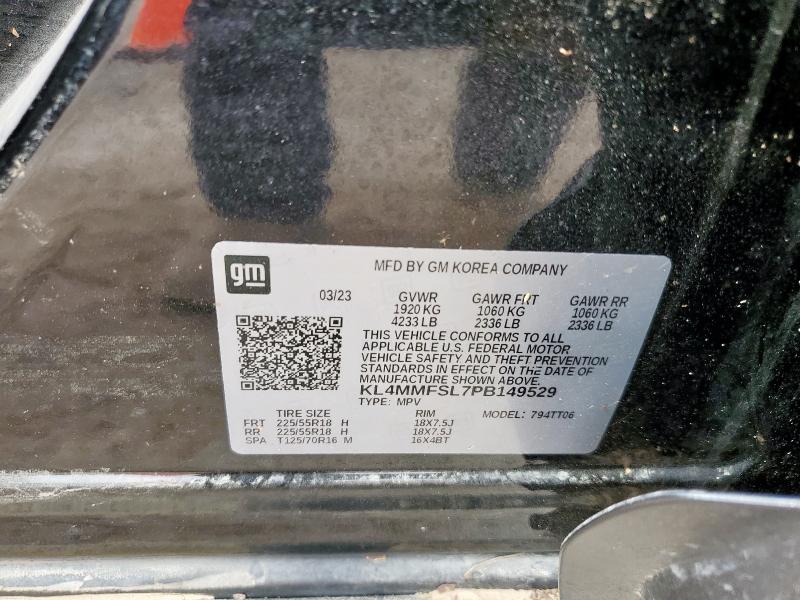 gm
MFD BY GM KOREA COMPANY
03/23 GVWR GAWR FRT GAWR RR
1920 KG 1060 KG 1060 KG
4233 LB 2336 LB 2336 LB
THIS VEHICLE CONFORMS TO ALL
APPLICABLE U.S. FEDERAL MOTOR
VEHICLE SAFETY AND THEFT PREVENTION
STANDARDS IN EFFECT ON THE DATE OF
MANUFACTURE SHOWN ABOVE.
KL4MMFSL7PB149529
TYPE: MPV
TIRE SIZE RIM MODEL: 794TT06
FRT 225/55R18 H 18X7.5J
RR 225/55R18 H 18X7.5J
SPA T125/70R16 M 16X4BT